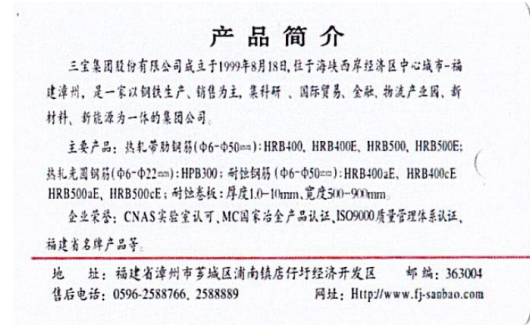 产品简介
三宝集团股份有限公司成立于1999年8月18日,位于海峡西岸经济区中心城市-福
建漳州，是一家以钢铁生产、销售为主，集科研、国际贸易、金融、物流产业园、新
材料、新能源为一体的集团公司。
主要产品：热轧带肋钢筋(Φ6-Φ50mm):HRB400、HRB400E、HRB500、HRB500E;
热轧光圆钢筋(Φ6-Φ22mm):HPB300；耐蚀钢筋(Φ6-Φ50mm):HRB400aE、HRB400cE
HRB500aE、HRB500cE；耐蚀卷板：厚度1.0-10mm,宽度500-900mm。
企业荣誉：CNAS实验室认可、MC国家冶金产品认证、ISO9000质量管理体系认证、
福建省名牌产品等。
地 址：福建省漳州市芗城区浦南镇店仔圩经济开发区 邮编：363004
售后电话：0596-2588766、2588889 网址：Http://www.fj-sanbao.com